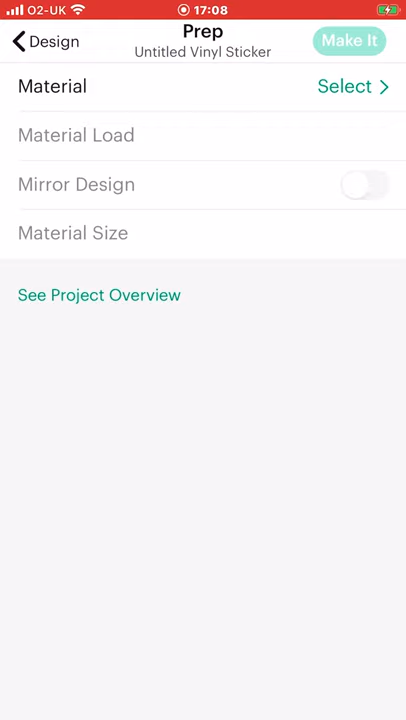 O2-UK 17:08
Design
Prep
Make It
Untitled Vinyl Sticker
Material Select
Material Load
Mirror Design
Material Size
See Project Overview